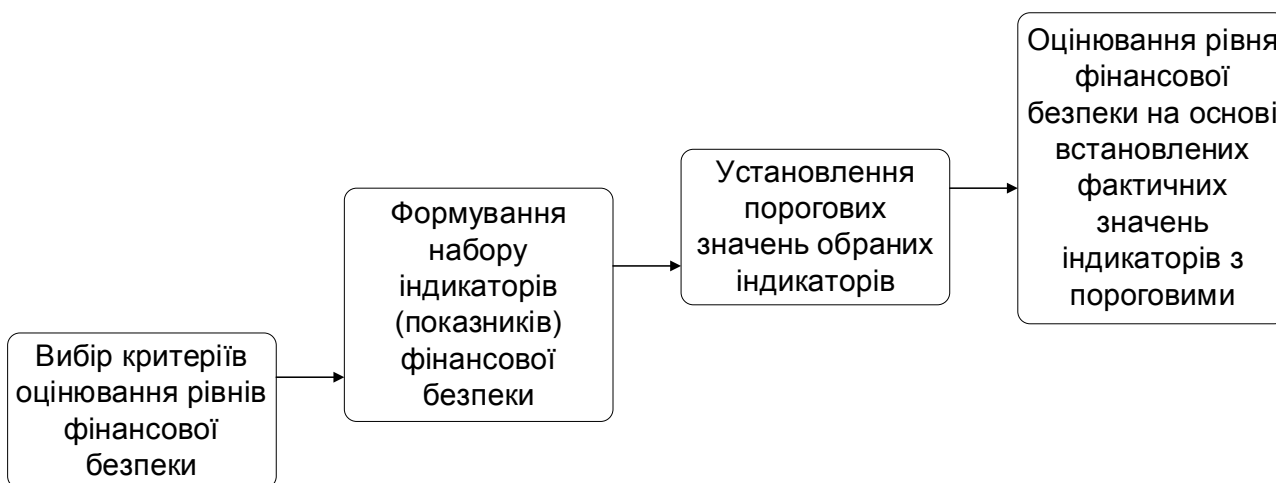 Вибір критеріїв
оцінювання рівнів
фінансової
безпеки
Формування
набору
індикаторів
(показників)
фінансової
безпеки
Установлення
порогових
значень обраних
індикаторів
Оцінювання рівня
фінансової
безпеки на основі
встановлених
фактичних
значень
індикаторів з
пороговими